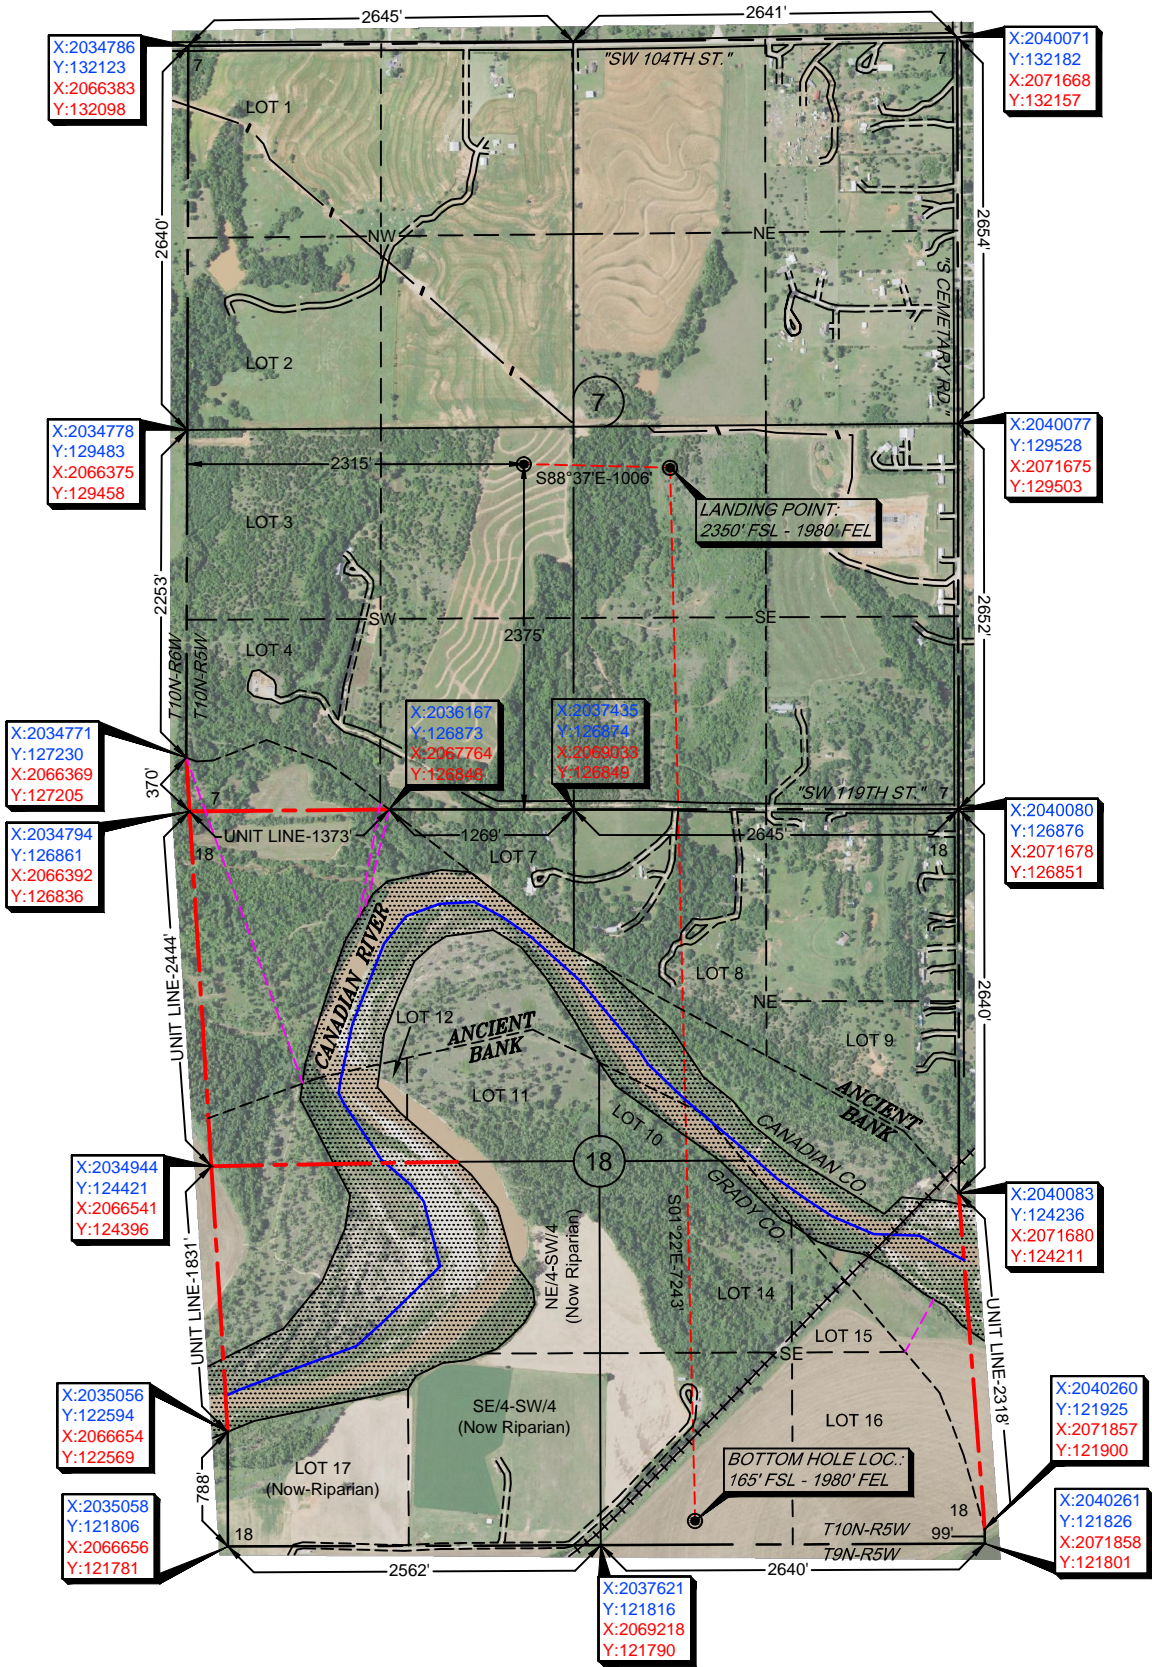 2645'
2641'
X:2034786
Y:132123
X:2066383
Y:132098
X:2040071
Y:132182
X:2071668
Y:132157
7
7
"SW 104TH ST."
LOT 1
2640'
2654'
NW
NE
"S CEMETARY RD."
LOT 2
7
X:2034778
Y:129483
X:2066375
Y:129458
X:2040077
Y:129528
X:2071675
Y:129503
2315'
S88°37'E-1006'
LANDING POINT:
2350' FSL - 1980' FEL
LOT 3
2253'
2652'
SW
SE
2375'
LOT 4
T10N-R6W
T10N-R5W
X:2036167
Y:126873
X:2067764
Y:126848
X:2037435
Y:126874
X:2069033
Y:126849
X:2034771
Y:127230
X:2066369
Y:127205
370'
7
"SW 119TH ST."
7
X:2034794
Y:126861
X:2066392
Y:126836
UNIT LINE-1373'
1269'
2645'
X:2040080
Y:126876
X:2071678
Y:126851
18
18
LOT 7
CANADIAN RIVER
LOT 8
NE
2640'
UNIT LINE-2444'
LOT 12
ANCIENT
BANK
LOT 9
LOT 11
LOT 10
ANCIENT
BANK
CANADIAN CO.
GRADY CO.
18
X:2034944
Y:124421
X:2066541
Y:124396
X:2040083
Y:124236
X:2071680
Y:124211
S01°22'E-7243'
NE/4-SW/4
(Now Riparian)
UNIT LINE-1831'
LOT 14
LOT 15
SE
UNIT LINE-2318'
X:2035056
Y:122594
X:2066654
Y:122569
X:2040260
Y:121925
X:2071857
Y:121900
SE/4-SW/4
(Now Riparian)
LOT 16
LOT 17
(Now-Riparian)
BOTTOM HOLE LOC.:
165' FSL - 1980' FEL
788'
X:2035058
Y:121806
X:2066656
Y:121781
X:2040261
Y:121826
X:2071858
Y:121801
18
18
T10N-R5W
99'
T9N-R5W
2562'
2640'
X:2037621
Y:121816
X:2069218
Y:121790